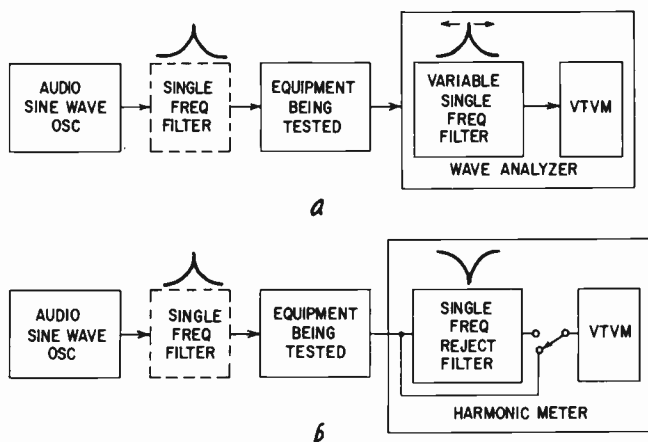 AUDIO
SINE WAVE
OSC
SINGLE
FREQ
FILTER
EQUIPMENT
BEING
TESTED
VARIABLE
SINGLE
FREQ
FILTER
VTVM
WAVE ANALYZER
a
AUDIO
SINE WAVE
OSC
SINGLE
FREQ
FILTER
EQUIPMENT
BEING
TESTED
SINGLE
FREQ
REJECT
FILTER
VTVM
HARMONIC METER
b